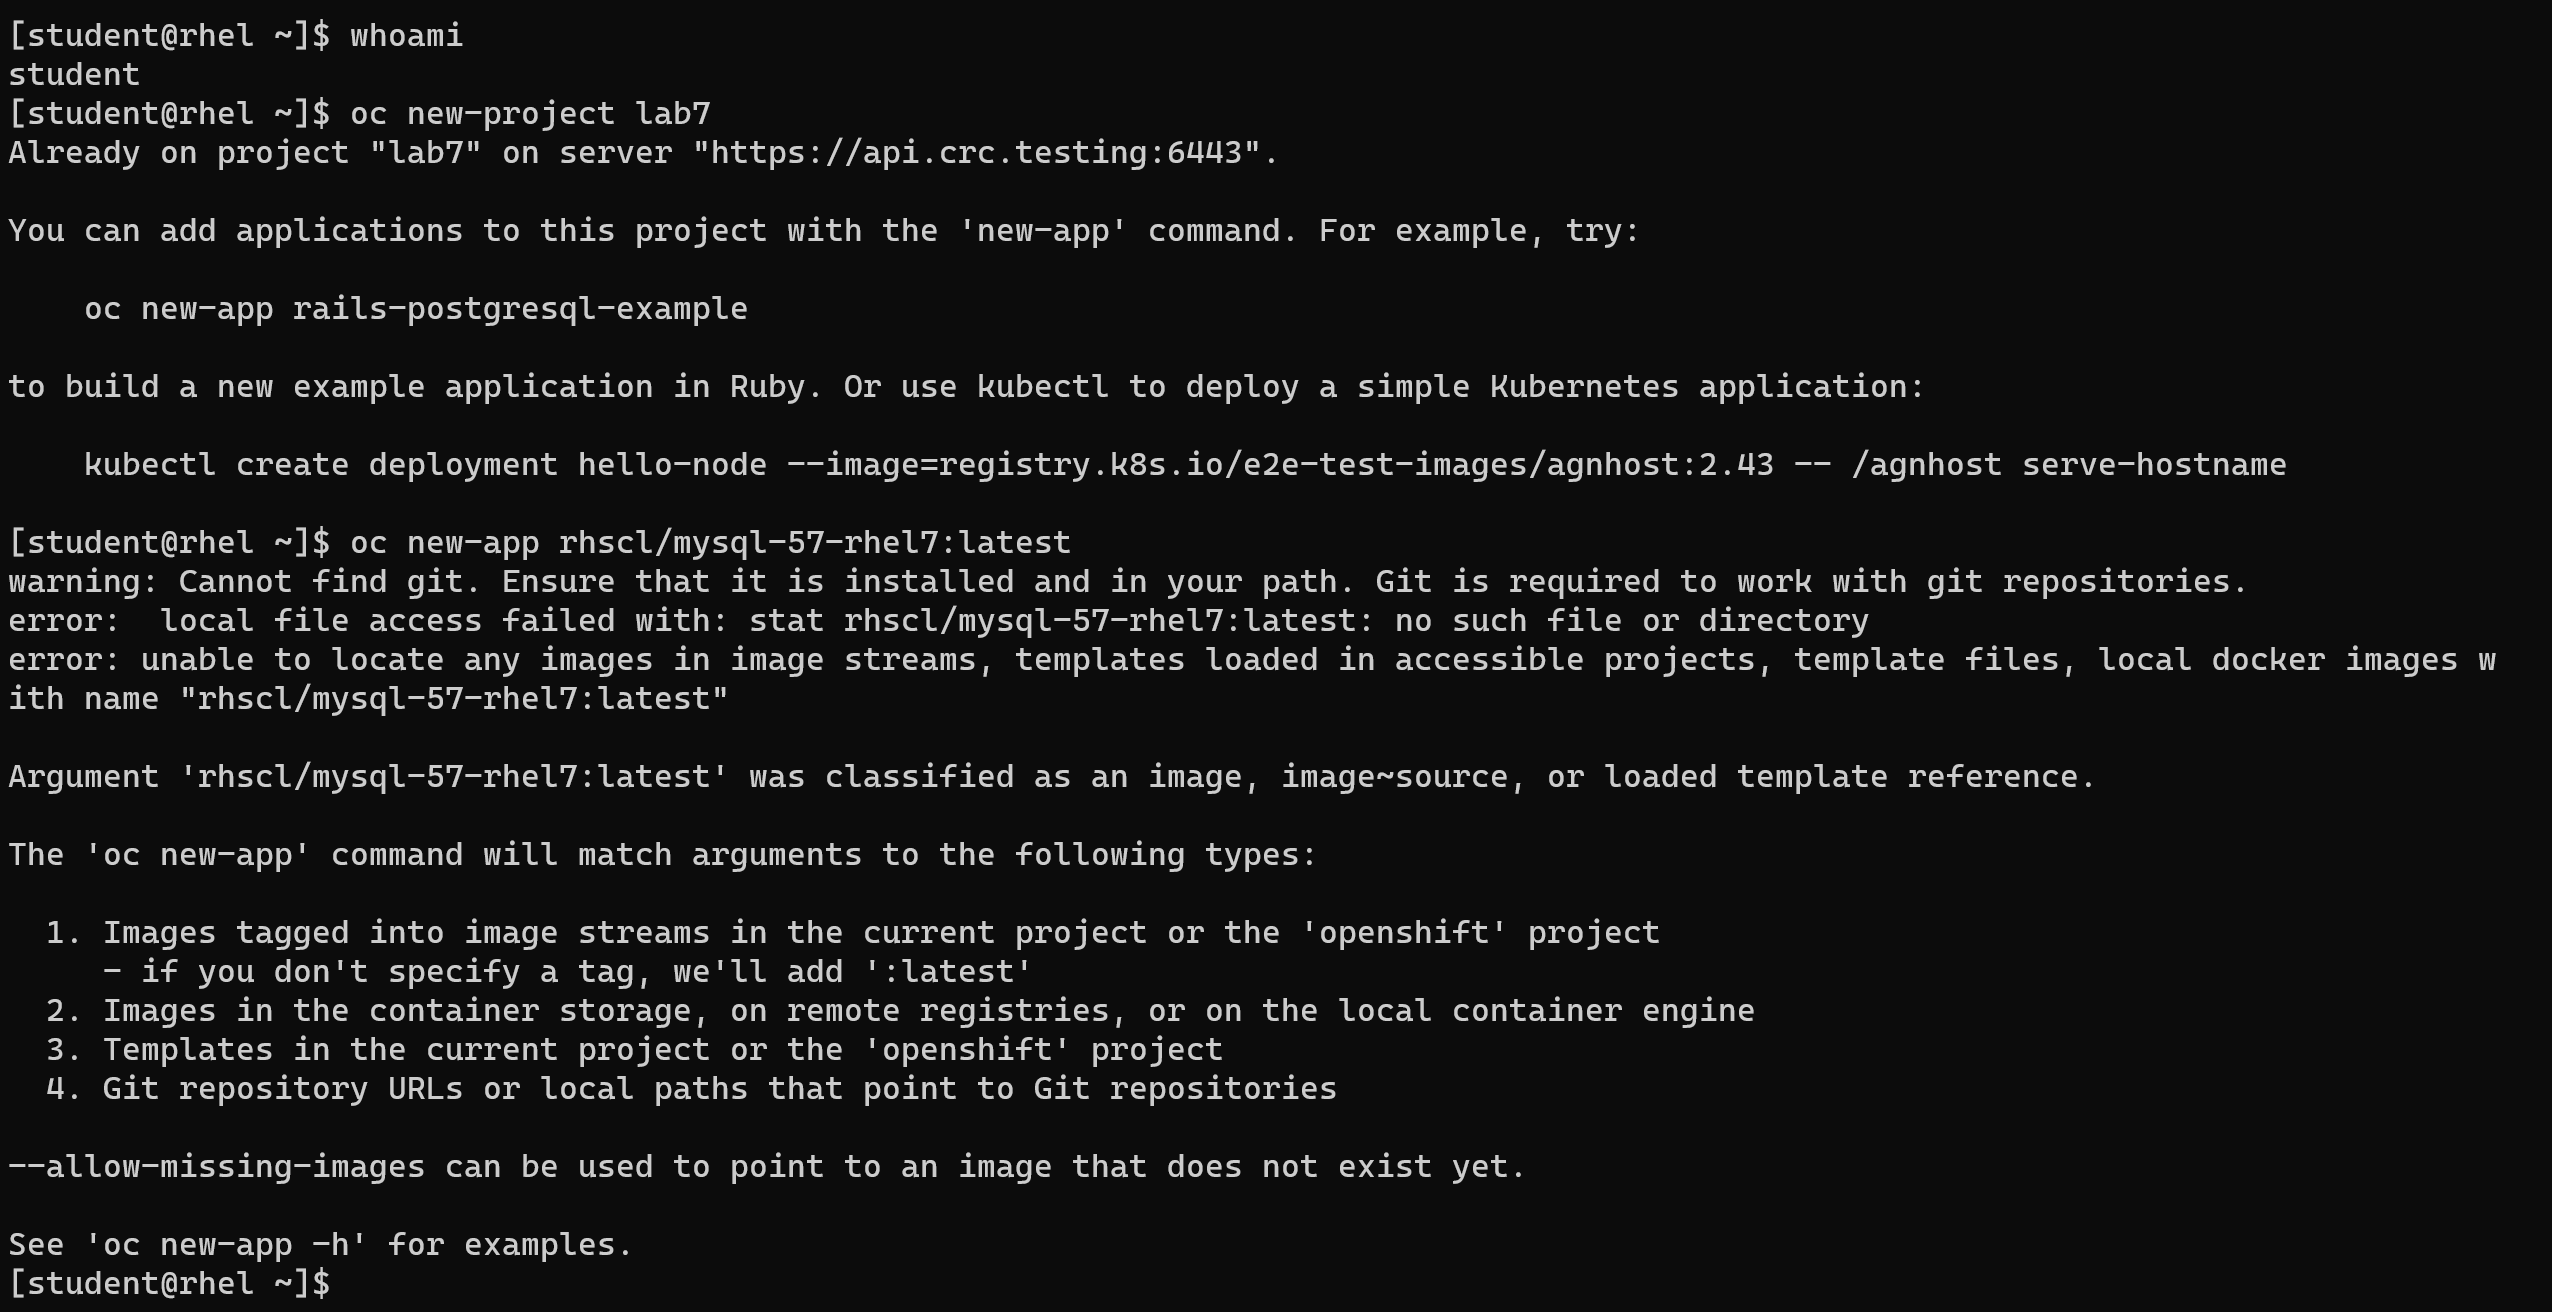 [student@rhel ~]$ whoami
student
[student@rhel ~]$ oc new-project lab7
Already on project "lab7" on server "https://api.crc.testing:6443".
You can add applications to this project with the 'new-app' command. For example, try:
    oc new-app rails-postgresql-example
to build a new example application in Ruby. Or use kubectl to deploy a simple Kubernetes application:
    kubectl create deployment hello-node --image=registry.k8s.io/e2e-test-images/agnhost:2.43 -- /agnhost serve-hostname
[student@rhel ~]$ oc new-app rhscl/mysql-57-rhel7:latest
warning: Cannot find git. Ensure that it is installed and in your path. Git is required to work with git repositories.
error:  local file access failed with: stat rhscl/mysql-57-rhel7:latest: no such file or directory
error: unable to locate any images in image streams, templates loaded in accessible projects, template files, local docker images w
ith name "rhscl/mysql-57-rhel7:latest"
Argument 'rhscl/mysql-57-rhel7:latest' was classified as an image, image~source, or loaded template reference.
The 'oc new-app' command will match arguments to the following types:
  1. Images tagged into image streams in the current project or the 'openshift' project
     - if you don't specify a tag, we'll add ':latest'
  2. Images in the container storage, on remote registries, or on the local container engine
  3. Templates in the current project or the 'openshift' project
  4. Git repository URLs or local paths that point to Git repositories
--allow-missing-images can be used to point to an image that does not exist yet.
See 'oc new-app -h' for examples.
[student@rhel ~]$